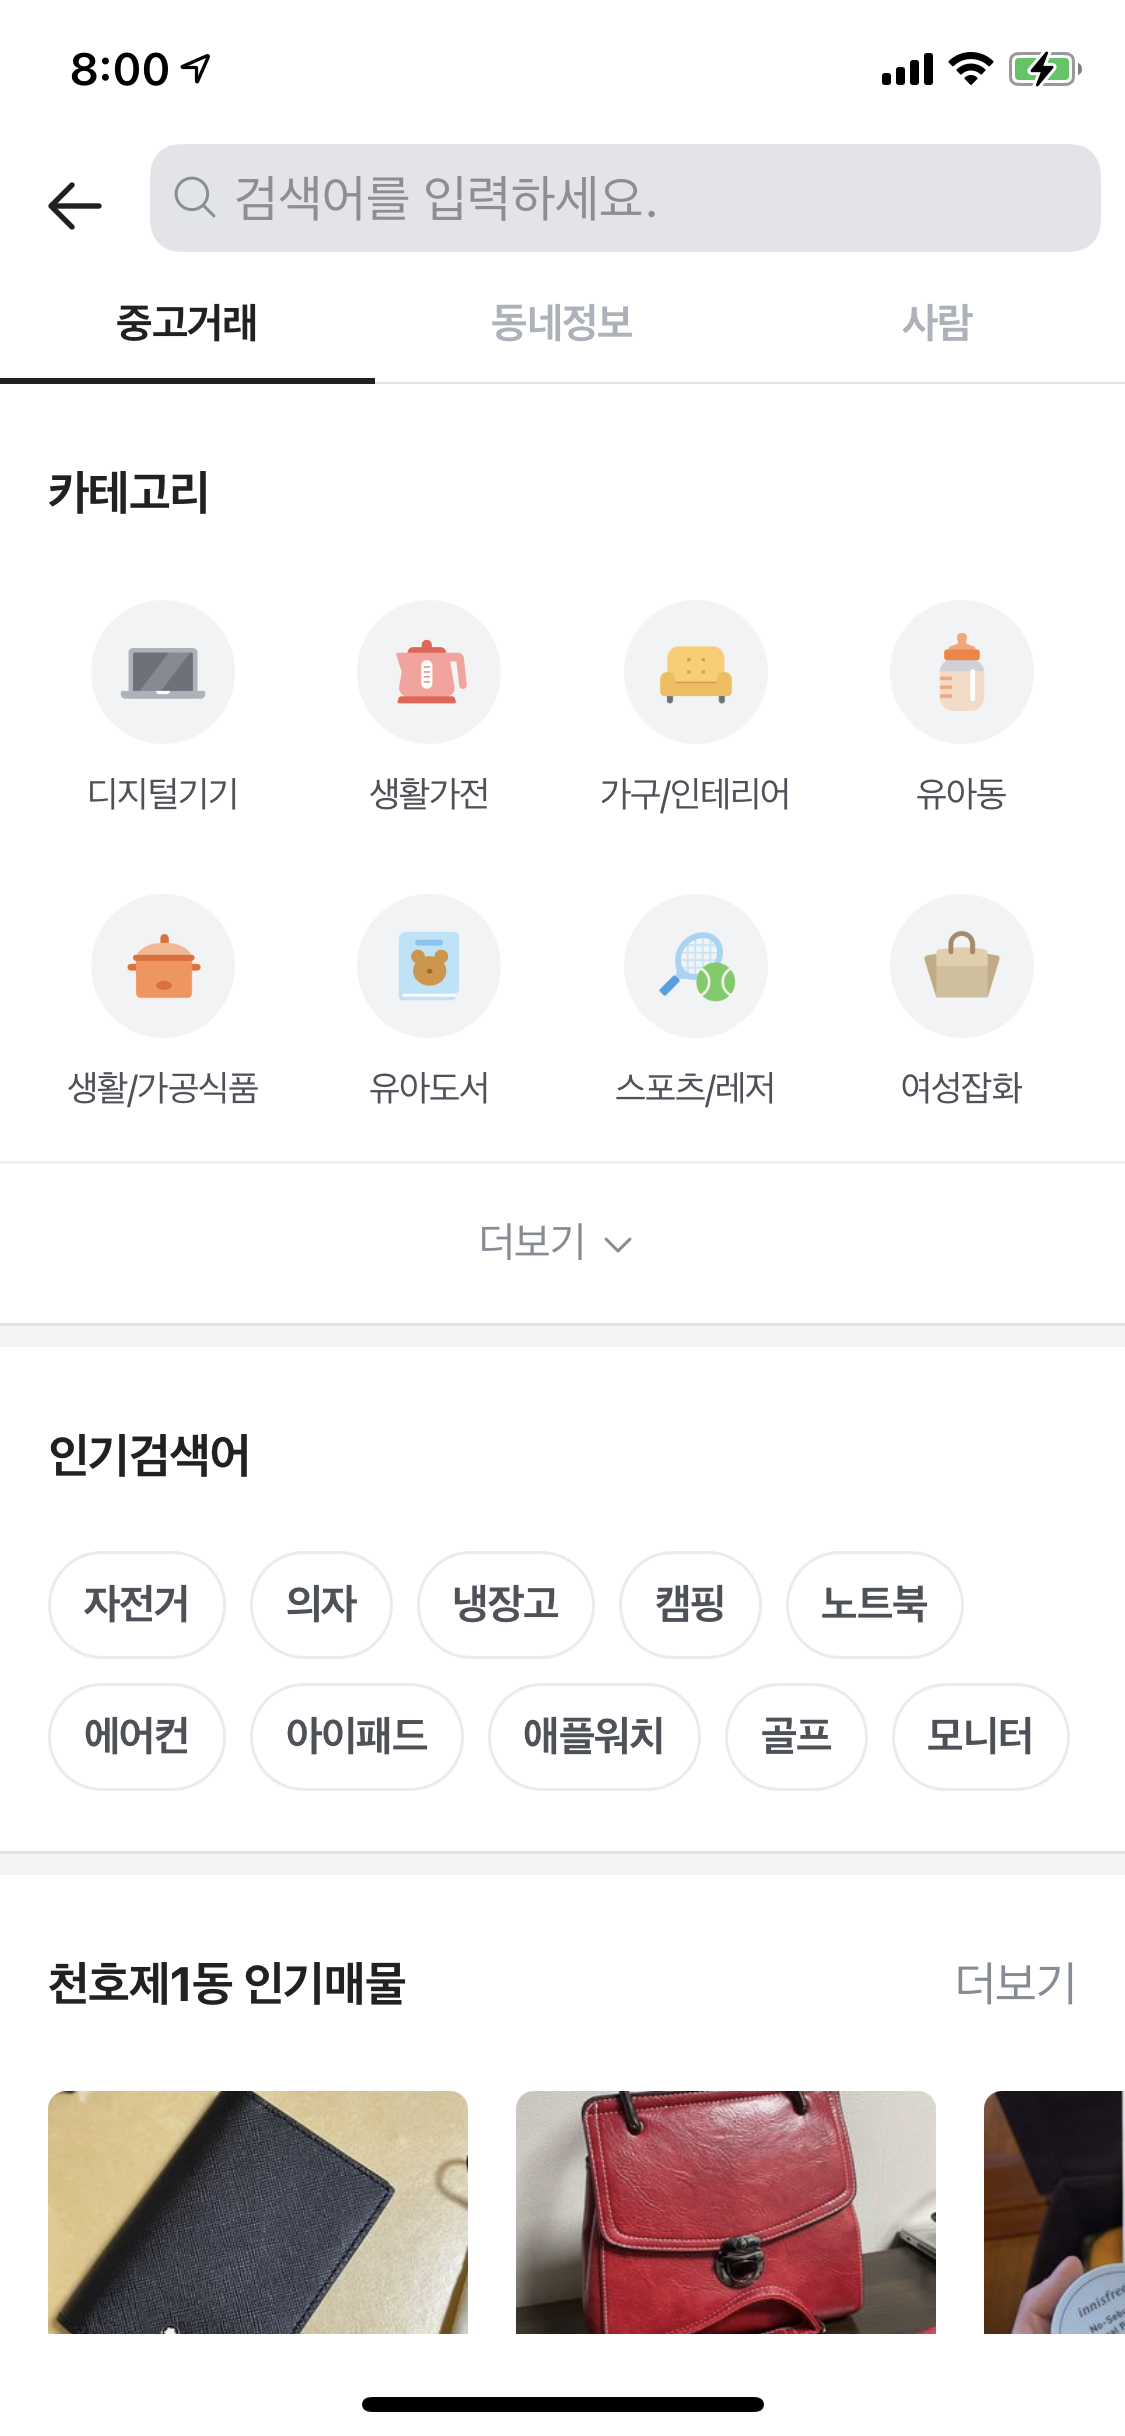 8:00
검색어를 입력하세요.
중고거래 동네정보 사람
카테고리
디지털기기 생활가전 가구/인테리어 유아동
생활/가공식품 유아도서 스포츠/레저 여성잡화
더보기
인기검색어
자전거 의자 냉장고 캠핑 노트북
에어컨 아이패드 애플워치 골프 모니터
천호제1동 인기매물 더보기
innisfree